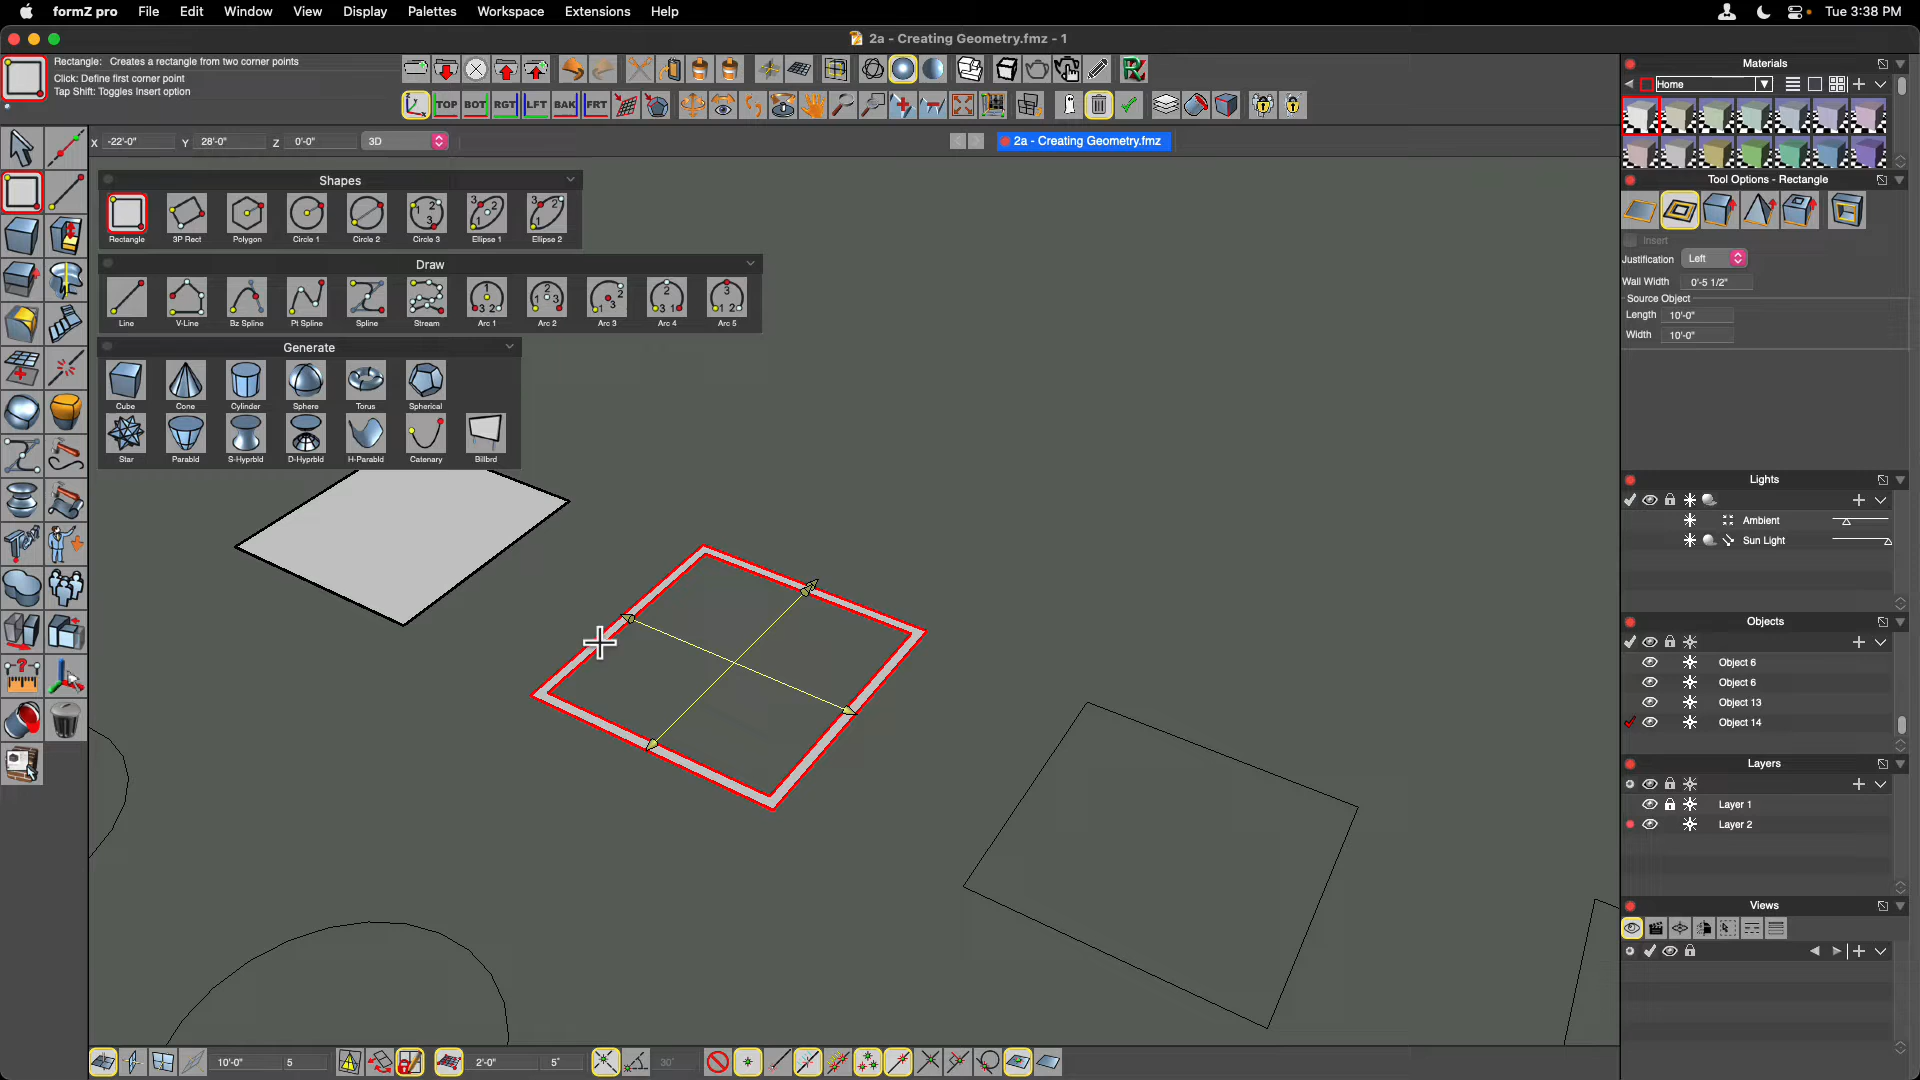 formZ pro File Edit Window View Display Palettes Workspace Extensions Help Tue 3:38 PM
2a - Creating Geometry.fmz - 1
Rectangle: Creates a rectangle from two corner points
Click: Define first corner point
Tap Shift: Toggles Insert option
TOP BOT RGT LFT BAK FRT
X -22'-0" Y 28'-0" Z 0'-0" 3D
2a - Creating Geometry.fmz
Shapes
Rectangle 3P Rect Polygon Circle 1 Circle 2 Circle 3 Ellipse 1 Ellipse 2
Draw
Line V-Line Bz Spline Pt Spline Spline Stream Arc 1 Arc 2 Arc 3 Arc 4 Arc 5
Generate
Cube Cone Cylinder Sphere Torus Spherical
Star Parabld S-Hyprbld D-Hyprbld H-Parabld Catenary Billbrd
Materials
Home
Tool Options - Rectangle
Insert
Justification Left
Wall Width 0'-5 1/2"
Source Object
Length 10'-0"
Width 10'-0"
Lights
Ambient
Sun Light
Objects
Object 6
Object 6
Object 13
Object 14
Layers
Layer 1
Layer 2
Views
10'-0" 5 2'-0" 5° 30°